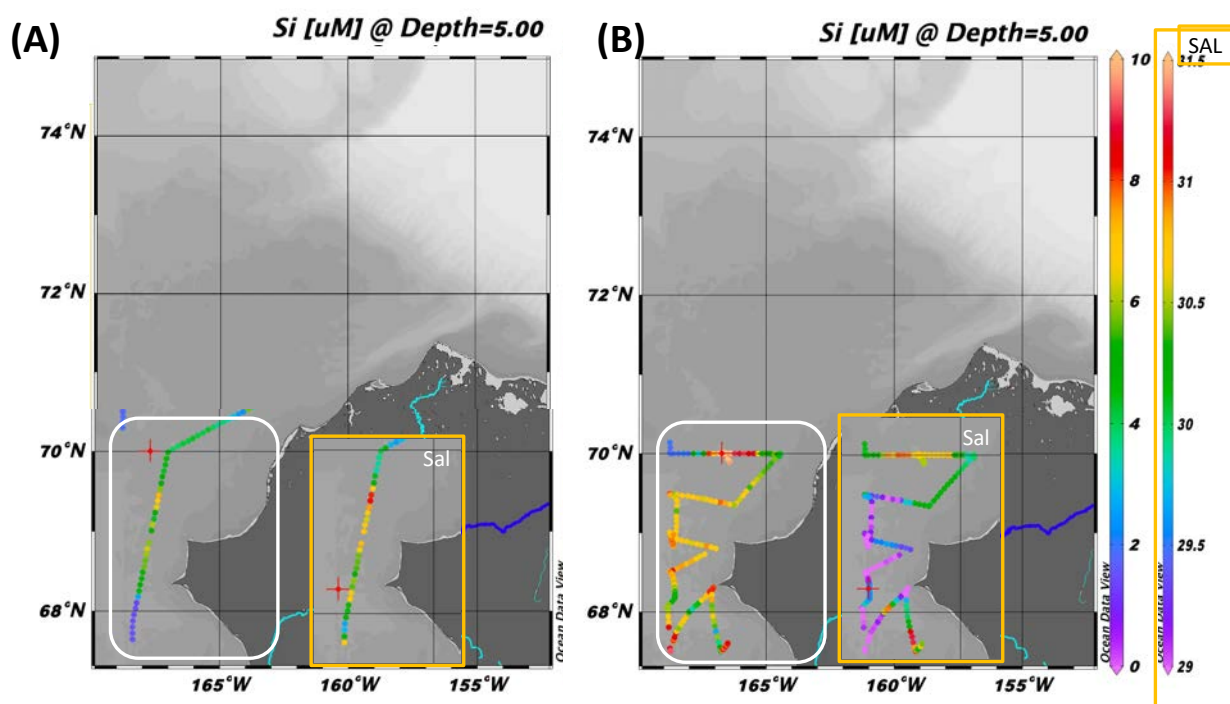 (A)
Si [uM] @ Depth=5.00
(B)
Si [uM] @ Depth=5.00
SAL
74°N
72°N
70°N
68°N
165°W
160°W
155°W
Sal
Ocean Data View
74°N
72°N
70°N
68°N
165°W
160°W
155°W
Sal
Ocean Data View
10
8
6
4
2
0
31.5
31
30.5
30
29.5
29
Ocean Data View